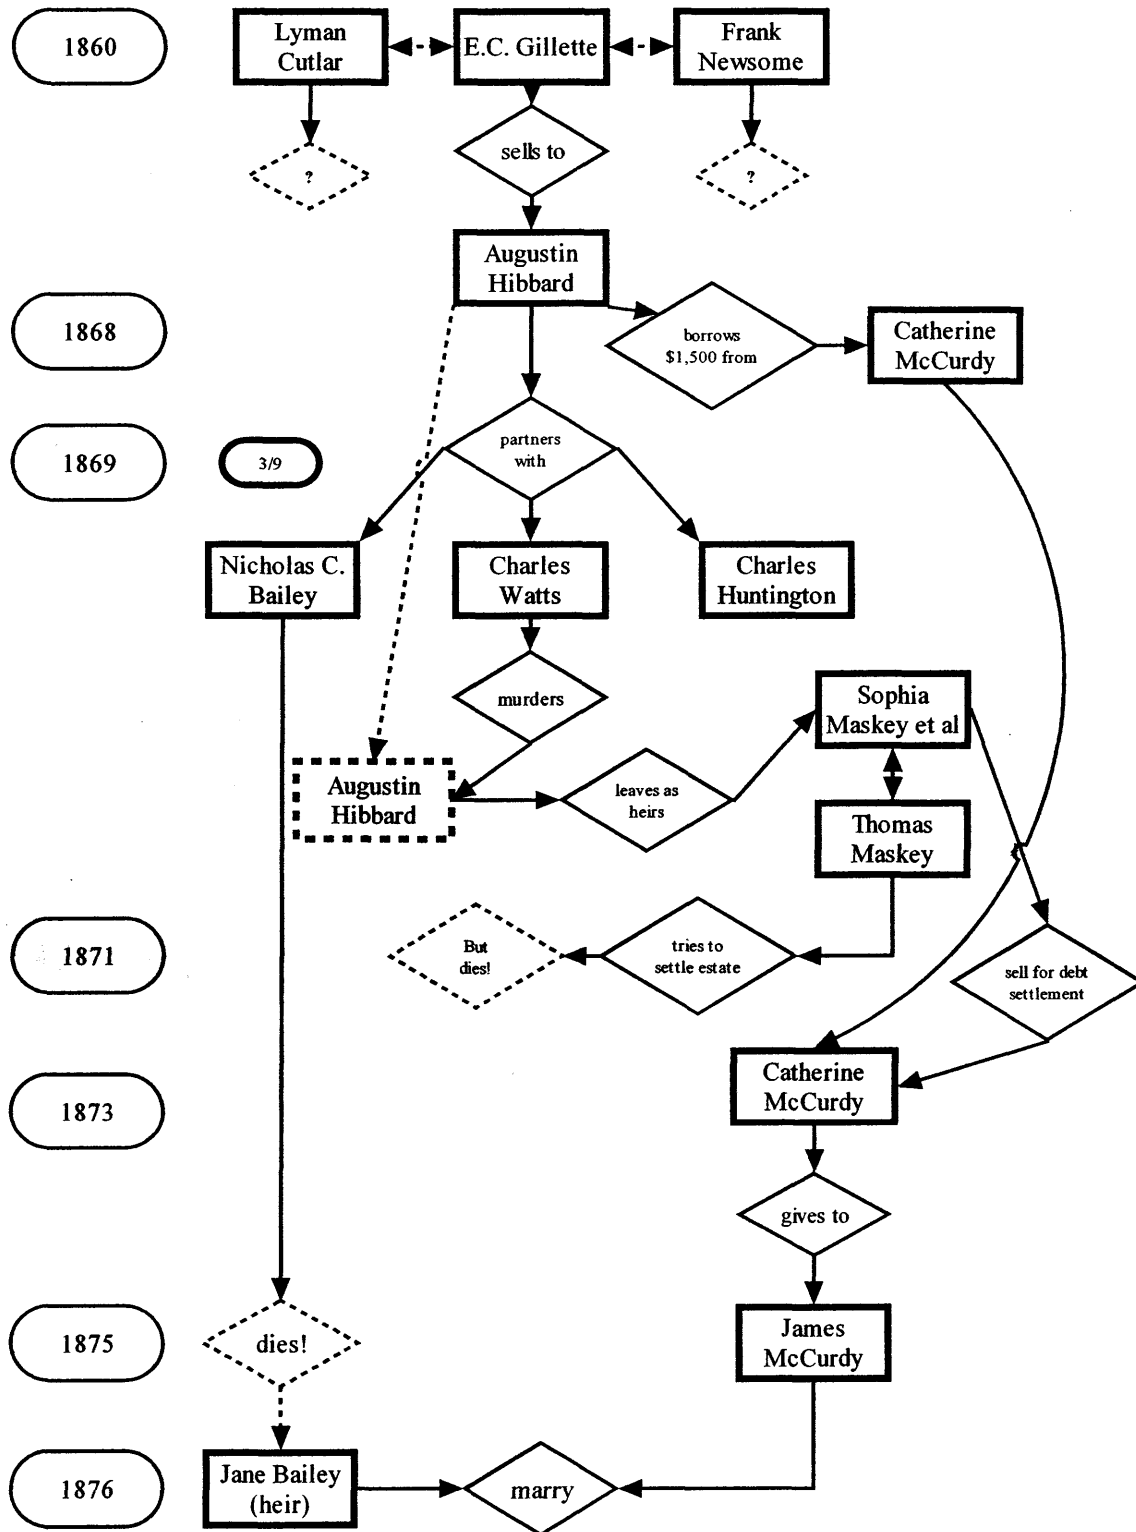 1860
Lyman
Cutlar
E.C. Gillette
Frank
Newsome
?
sells to
?
Augustin
Hibbard
1868
borrows
$1,500 from
Catherine
McCurdy
1869
3/9
partners
with
Nicholas C.
Bailey
Charles
Watts
Charles
Huntington
murders
Sophia
Maskey et al
Augustin
Hibbard
leaves as
heirs
Thomas
Maskey
1871
But
dies!
tries to
settle estate
sell for debt
settlement
1873
Catherine
McCurdy
gives to
1875
dies!
James
McCurdy
1876
Jane Bailey
(heir)
marry